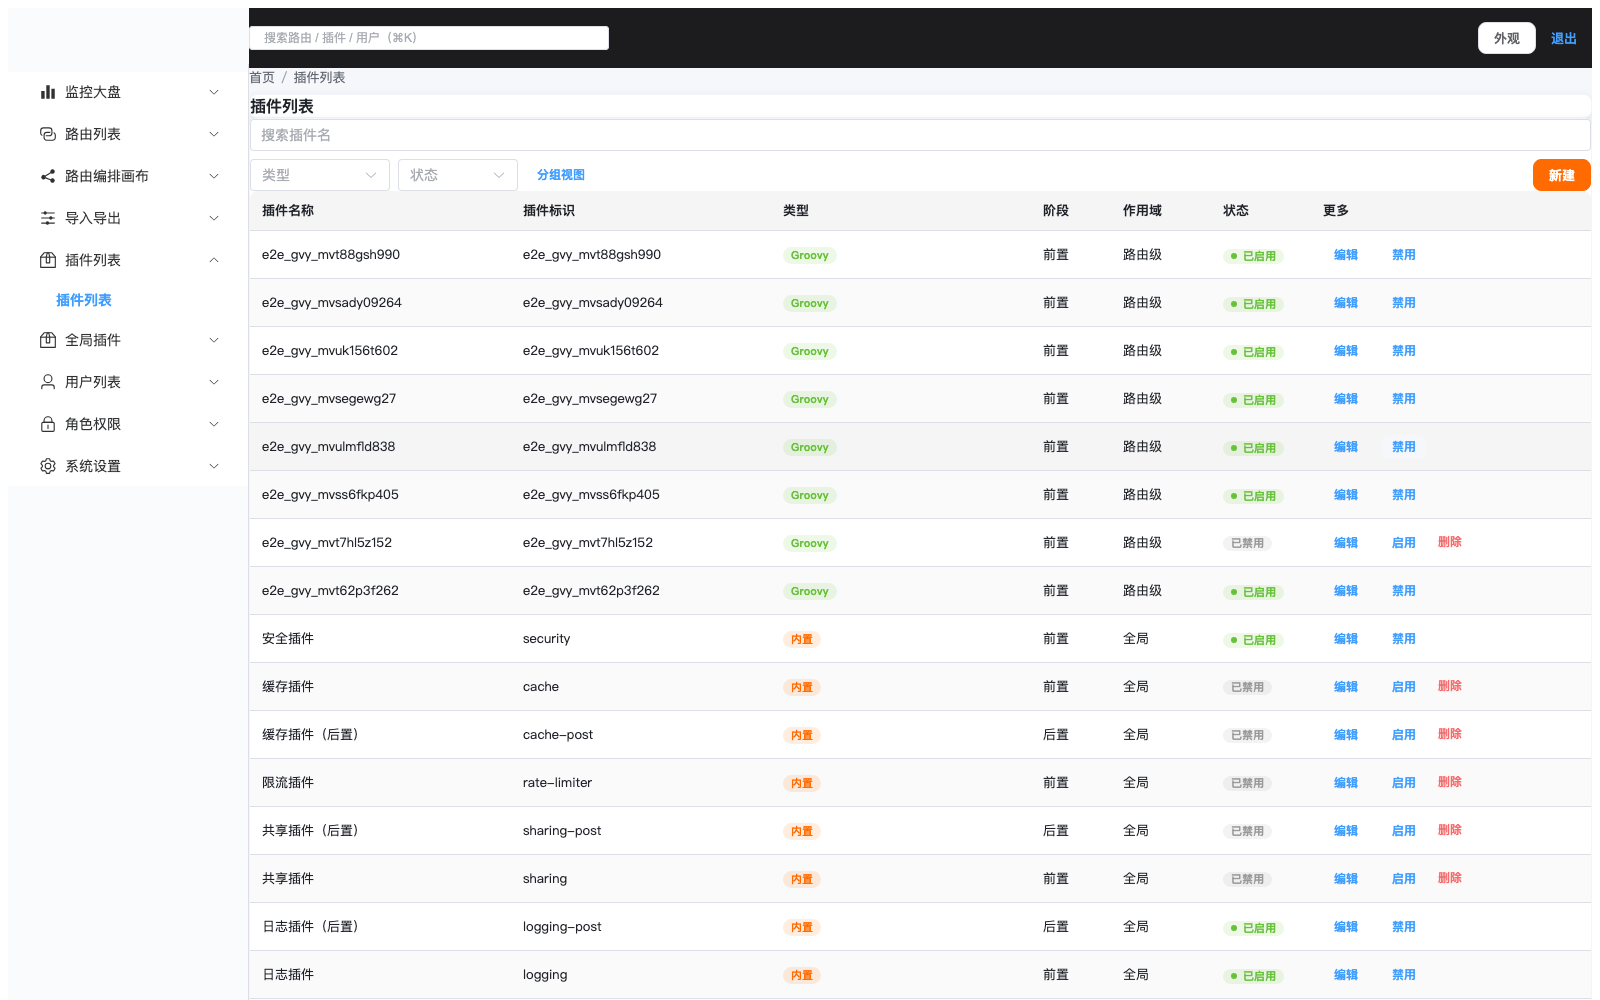 搜索路由 / 插件 / 用户（⌘K）
外观
退出
监控大盘
路由列表
路由编排画布
导入导出
插件列表
插件列表
全局插件
用户列表
角色权限
系统设置
首页 / 插件列表
插件列表
搜索插件名
类型 状态 分组视图 新建
插件名称 插件标识 类型 阶段 作用域 状态 更多
e2e_gvy_mvt88gsh990 e2e_gvy_mvt88gsh990 Groovy 前置 路由级 已启用 编辑 禁用
e2e_gvy_mvsady09264 e2e_gvy_mvsady09264 Groovy 前置 路由级 已启用 编辑 禁用
e2e_gvy_mvuk156t602 e2e_gvy_mvuk156t602 Groovy 前置 路由级 已启用 编辑 禁用
e2e_gvy_mvsegewg27 e2e_gvy_mvsegewg27 Groovy 前置 路由级 已启用 编辑 禁用
e2e_gvy_mvulmfld838 e2e_gvy_mvulmfld838 Groovy 前置 路由级 已启用 编辑 禁用
e2e_gvy_mvss6fkp405 e2e_gvy_mvss6fkp405 Groovy 前置 路由级 已启用 编辑 禁用
e2e_gvy_mvt7hl5z152 e2e_gvy_mvt7hl5z152 Groovy 前置 路由级 已禁用 编辑 启用 删除
e2e_gvy_mvt62p3f262 e2e_gvy_mvt62p3f262 Groovy 前置 路由级 已启用 编辑 禁用
安全插件 security 内置 前置 全局 已启用 编辑 禁用
缓存插件 cache 内置 前置 全局 已禁用 编辑 启用 删除
缓存插件（后置） cache-post 内置 后置 全局 已禁用 编辑 启用 删除
限流插件 rate-limiter 内置 前置 全局 已禁用 编辑 启用 删除
共享插件（后置） sharing-post 内置 后置 全局 已禁用 编辑 启用 删除
共享插件 sharing 内置 前置 全局 已禁用 编辑 启用 删除
日志插件（后置） logging-post 内置 后置 全局 已启用 编辑 禁用
日志插件 logging 内置 前置 全局 已启用 编辑 禁用